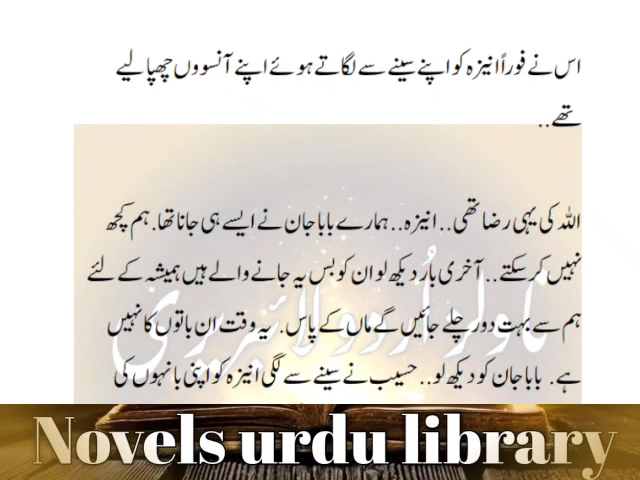 اس نے فوراً انیزہ کو اپنے سینے سے لگاتے ہوئے اپنے آنسووں چھپا لیے
تھے..
اللہ کی یہی رضا تھی.. انیزہ.. ہمارے بابا جان نے ایسے ہی جانا تھا. ہم کچھ
نہیں کر سکتے.. آخری بار دیکھ لو ان کو بس یہ جانے والے ہیں ہمیشہ کے لئے
ہم سے بہت دور چلے جائیں گے ماں کے پاس. یہ وقت ان باتوں کا نہیں
ہے. بابا جان کو دیکھ لو.. حسیب نے سینے سے لگی انیزہ کو اپنی بانہوں کی
ناولز اُردو لائبریری
Novels urdu library